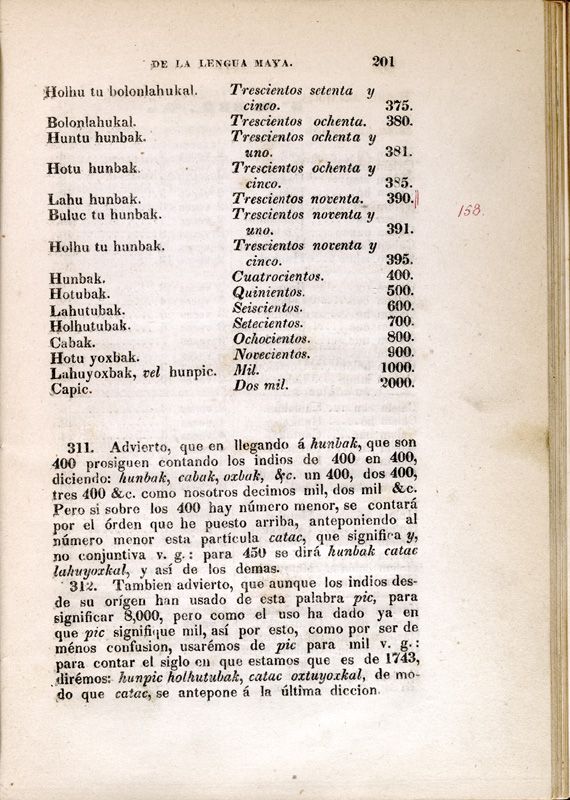 DE LA LENGUA MAYA. 201
Holhu tu bolonlahukal. Trescientos setenta y
cinco. 375.
Bolonlahukal. Trescientos ochenta. 380.
Huntu hunbak. Trescientos ochenta y
uno. 381.
Hotu hunbak. Trescientos ochenta y
cinco. 385.
Lahu hunbak. Trescientos noventa. 390.
158.
Buluc tu hunbak. Trescientos noventa y
uno. 391.
Holhu tu hunbak. Trescientos noventa y
cinco. 395.
Hunbak. Cuatrocientos. 400.
Hotubak. Quinientos. 500.
Lahutubak. Seiscientos. 600.
Holhutubak. Setecientos. 700.
Cabak. Ochocientos. 800.
Hotu yoxbak. Novecientos. 900.
Lahuyoxbak, vel hunpic. Mil. 1000.
Capic. Dos mil. 2000.
311. Advierto, que en llegando á hunbak, que son
400 prosiguen contando los indios de 400 en 400,
diciendo: hunbak, cabak, oxbak, &c. un 400, dos 400,
tres 400 &c. como nosotros decimos mil, dos mil &c.
Pero si sobre los 400 hay número menor, se contará
por el órden que he puesto arriba, anteponiendo al
número menor esta partícula catac, que significa y,
no conjuntiva v. g.: para 450 se dirá hunbak catac
lahuyoxkal, y así de los demas.
312. Tambien advierto, que aunque los indios des-
de su orígen han usado de esta palabra pic, para
significar 8,000, pero como el uso ha dado ya en
que pic signifique mil, así por esto, como por ser de
ménos confusion, usarémos de pic para mil v. g.:
para contar el siglo en que estamos que es de 1743,
dirémos: hunpic holhutubak, catac oxtuyoxkal, de mo-
do que catac, se antepone á la última diccion.